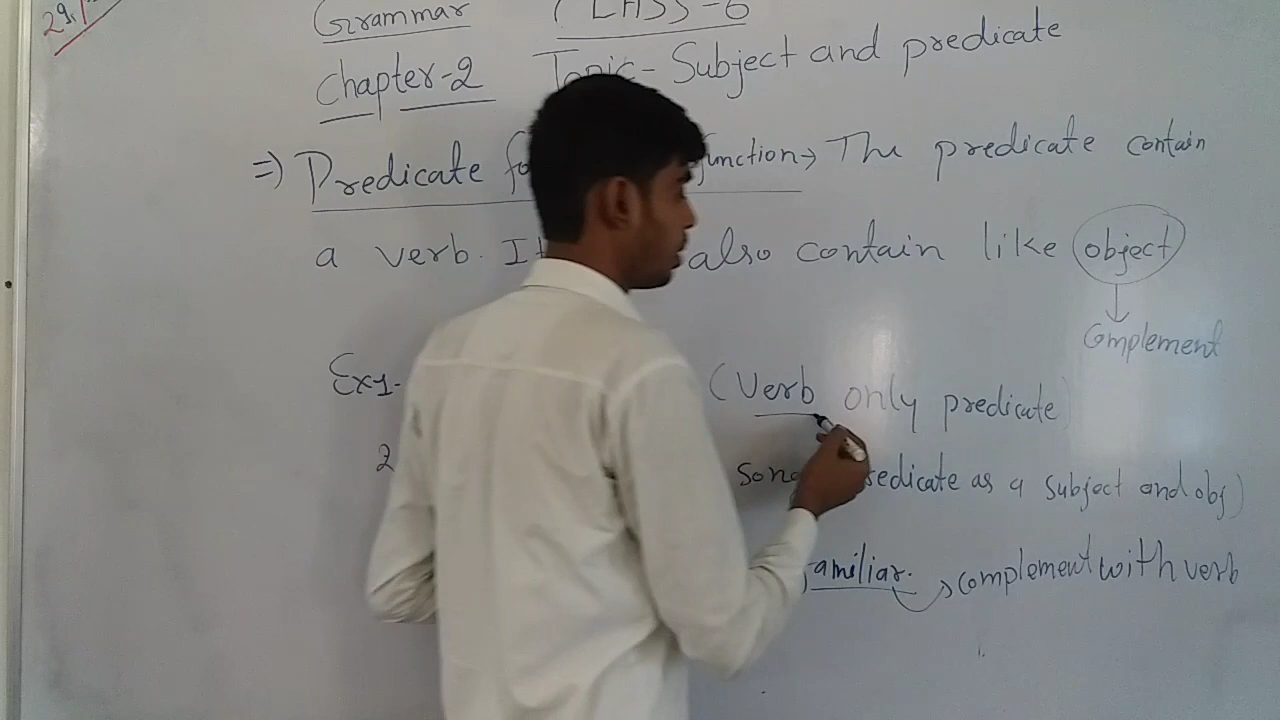 29.
Grammar CLASS-6
Chapter-2 Topic- Subject and predicate
=> Predicate function→ The predicate contain
a verb. It also contain like object
Complement
Ex1- (Verb only predicate)
2 song predicate as a subject and obj)
familiar. → complement with verb